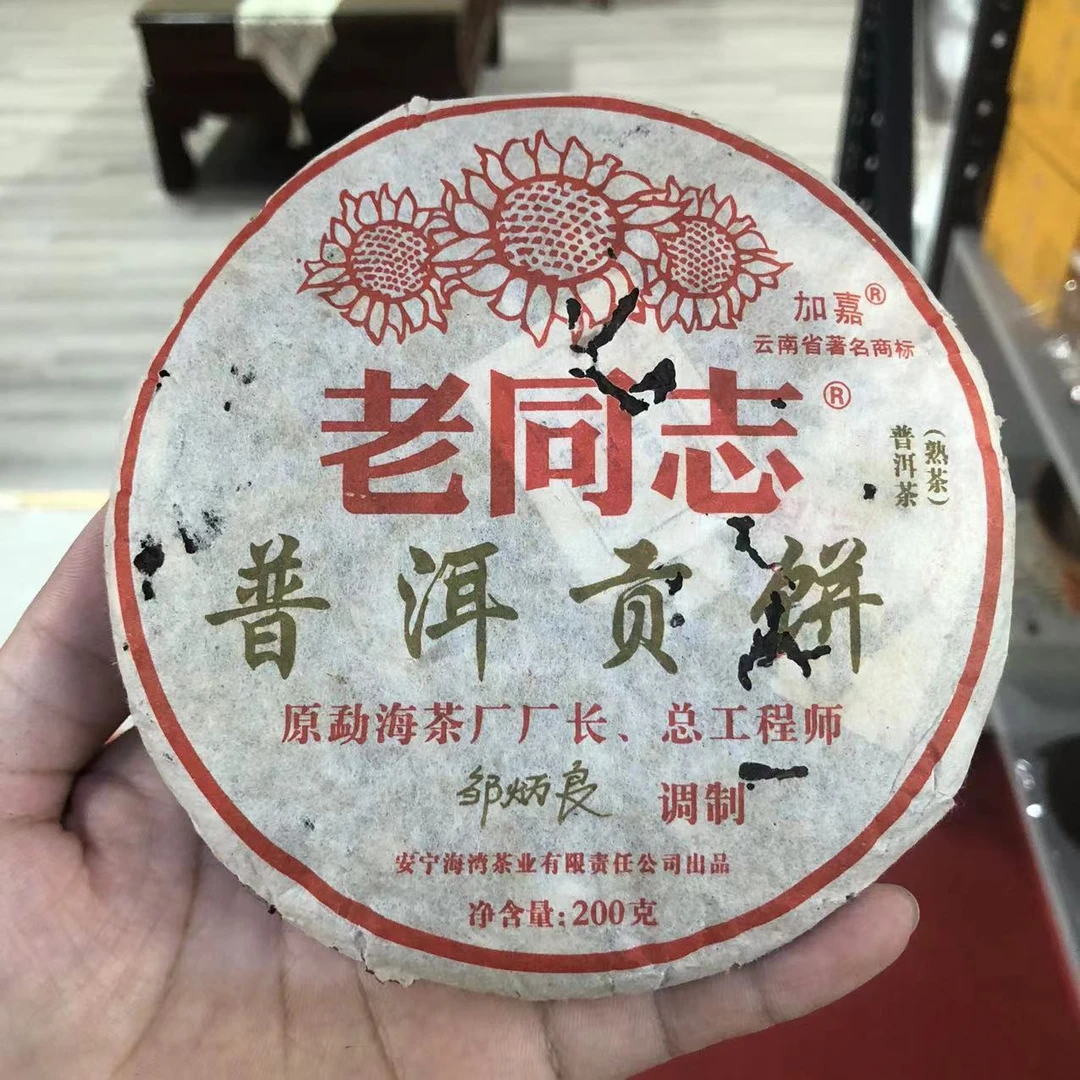 加嘉®
云南省著名商标
老同志®
普洱茶
(熟茶)
普洱贡饼
原勐海茶厂厂长、总工程师
邹炳良 调制
安宁海湾茶业有限责任公司出品
净含量:200克